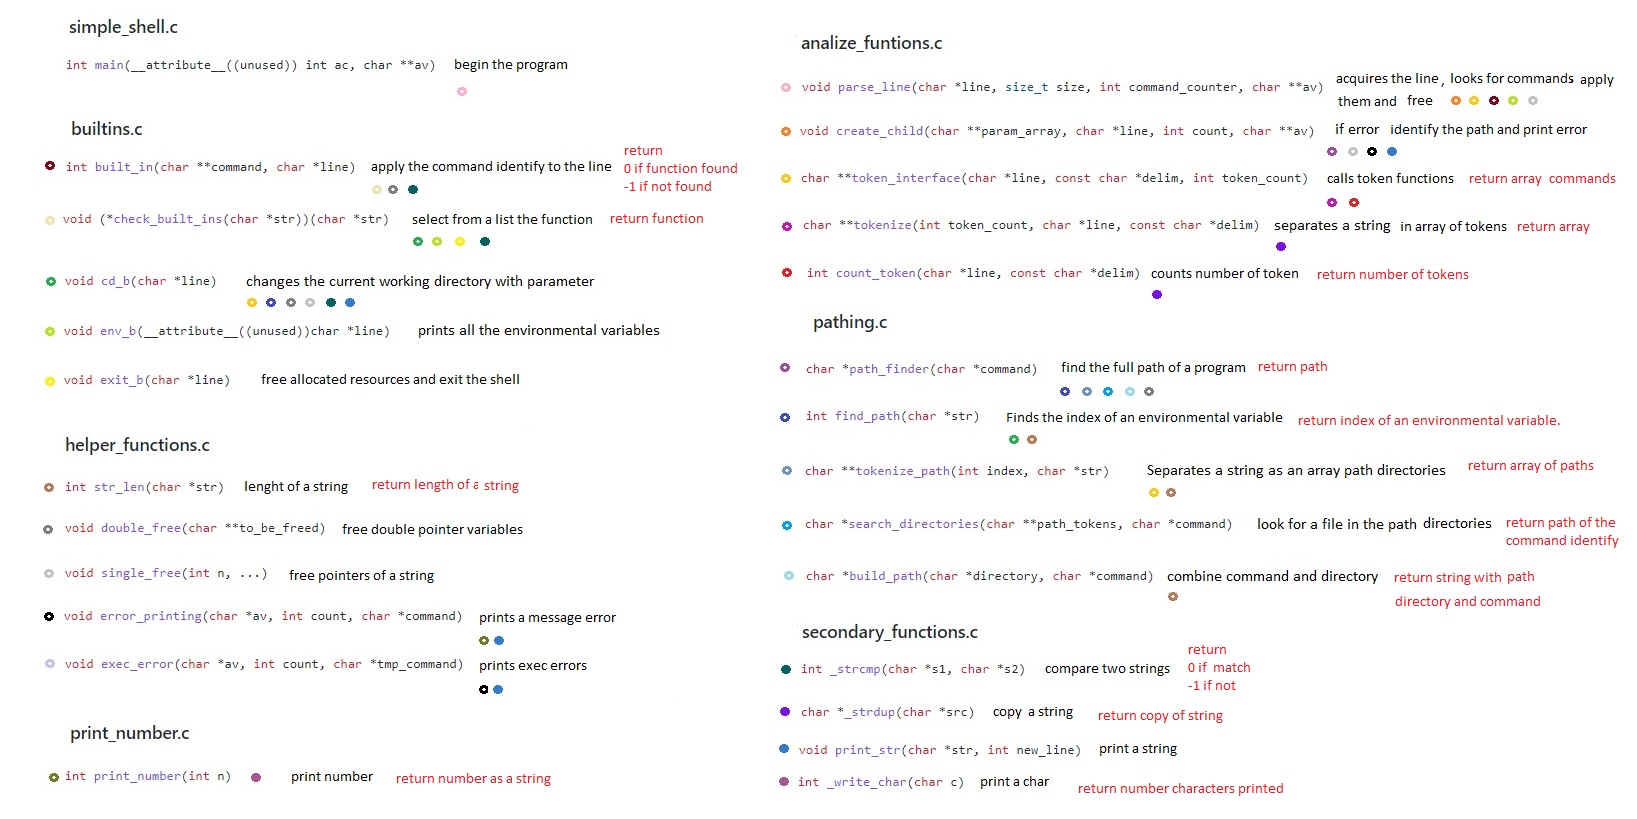 simple_shell.c
int main(__attribute__((unused)) int ac, char **av) begin the program
builtins.c
int built_in(char **command, char *line) apply the command identify to the line
return
0 if function found
-1 if not found
void (*check_built_ins(char *str))(char *str) select from a list the function return function
void cd_b(char *line) changes the current working directory with parameter
void env_b(__attribute__((unused))char *line) prints all the environmental variables
void exit_b(char *line) free allocated resources and exit the shell
helper_functions.c
int str_len(char *str) lenght of a string return length of a string
void double_free(char **to_be_freed) free double pointer variables
void single_free(int n, ...) free pointers of a string
void error_printing(char *av, int count, char *command) prints a message error
void exec_error(char *av, int count, char *tmp_command) prints exec errors
print_number.c
int print_number(int n) print number return number as a string
analize_funtions.c
void parse_line(char *line, size_t size, int command_counter, char **av) acquires the line, looks for commands apply
them and free
void create_child(char **param_array, char *line, int count, char **av) if error identify the path and print error
char **token_interface(char *line, const char *delim, int token_count) calls token functions return array commands
char **tokenize(int token_count, char *line, const char *delim) separates a string in array of tokens return array
int count_token(char *line, const char *delim) counts number of token return number of tokens
pathing.c
char *path_finder(char *command) find the full path of a program return path
int find_path(char *str) Finds the index of an environmental variable return index of an environmental variable.
char **tokenize_path(int index, char *str) Separates a string as an array path directories return array of paths
char *search_directories(char **path_tokens, char *command) look for a file in the path directories return path of the
command identify
char *build_path(char *directory, char *command) combine command and directory return string with path
directory and command
secondary_functions.c
int _strcmp(char *s1, char *s2) compare two strings
return
0 if match
-1 if not
char *_strdup(char *src) copy a string return copy of string
void print_str(char *str, int new_line) print a string
int _write_char(char c) print a char return number characters printed